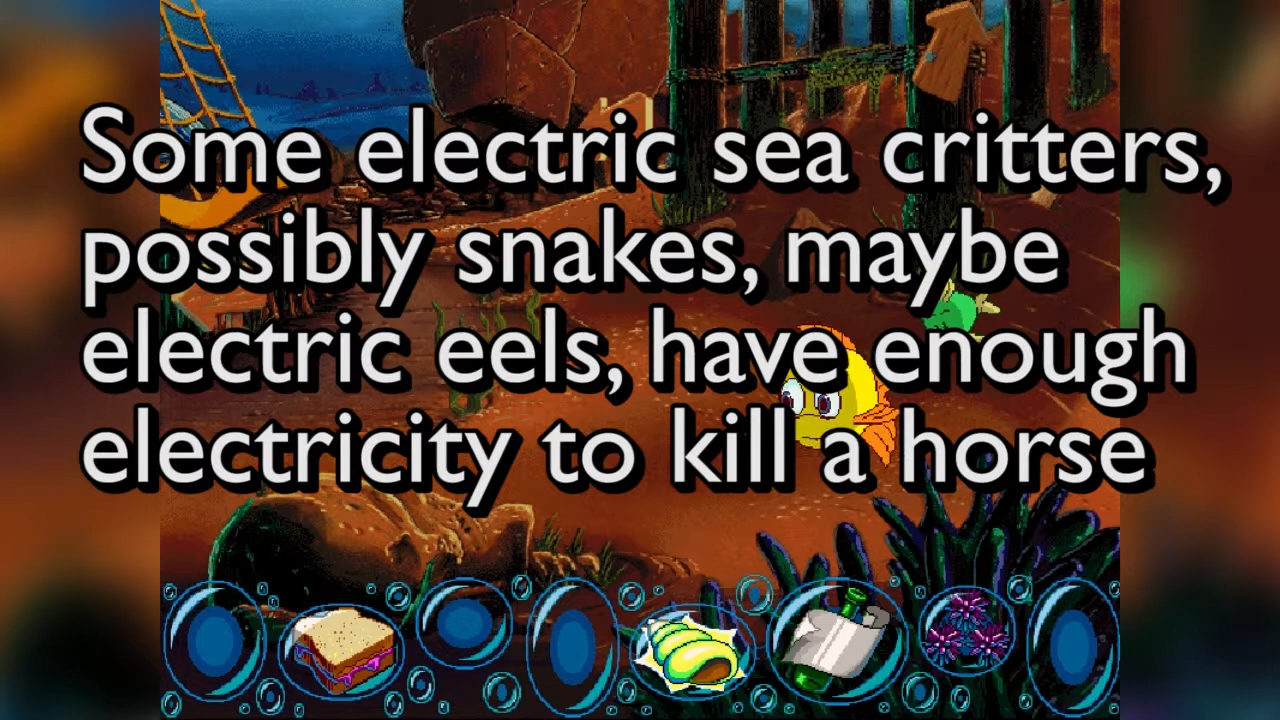 Some electric sea critters,
possibly snakes, maybe
electric eels, have enough
electricity to kill a horse